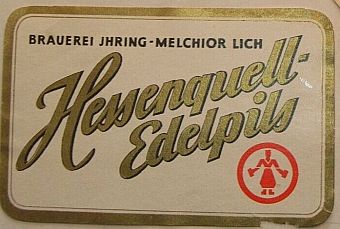 BRAUEREI JHRING-MELCHIOR LICH
Hessenquell-
Edelpils